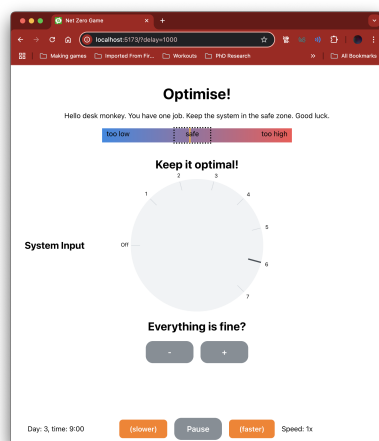 Net Zero Game
localhost:5173/?delay=1000
Making games Imported From Fir... Workouts PhD Research All Bookmarks
Optimise!
Hello desk monkey. You have one job. Keep the system in the safe zone. Good luck.
too low safe too high
Keep it optimal!
2 3
1 4
5
System Input Off
6
7
Everything is fine?
- +
Day: 3, time: 9:00 (slower) Pause (faster) Speed: 1x